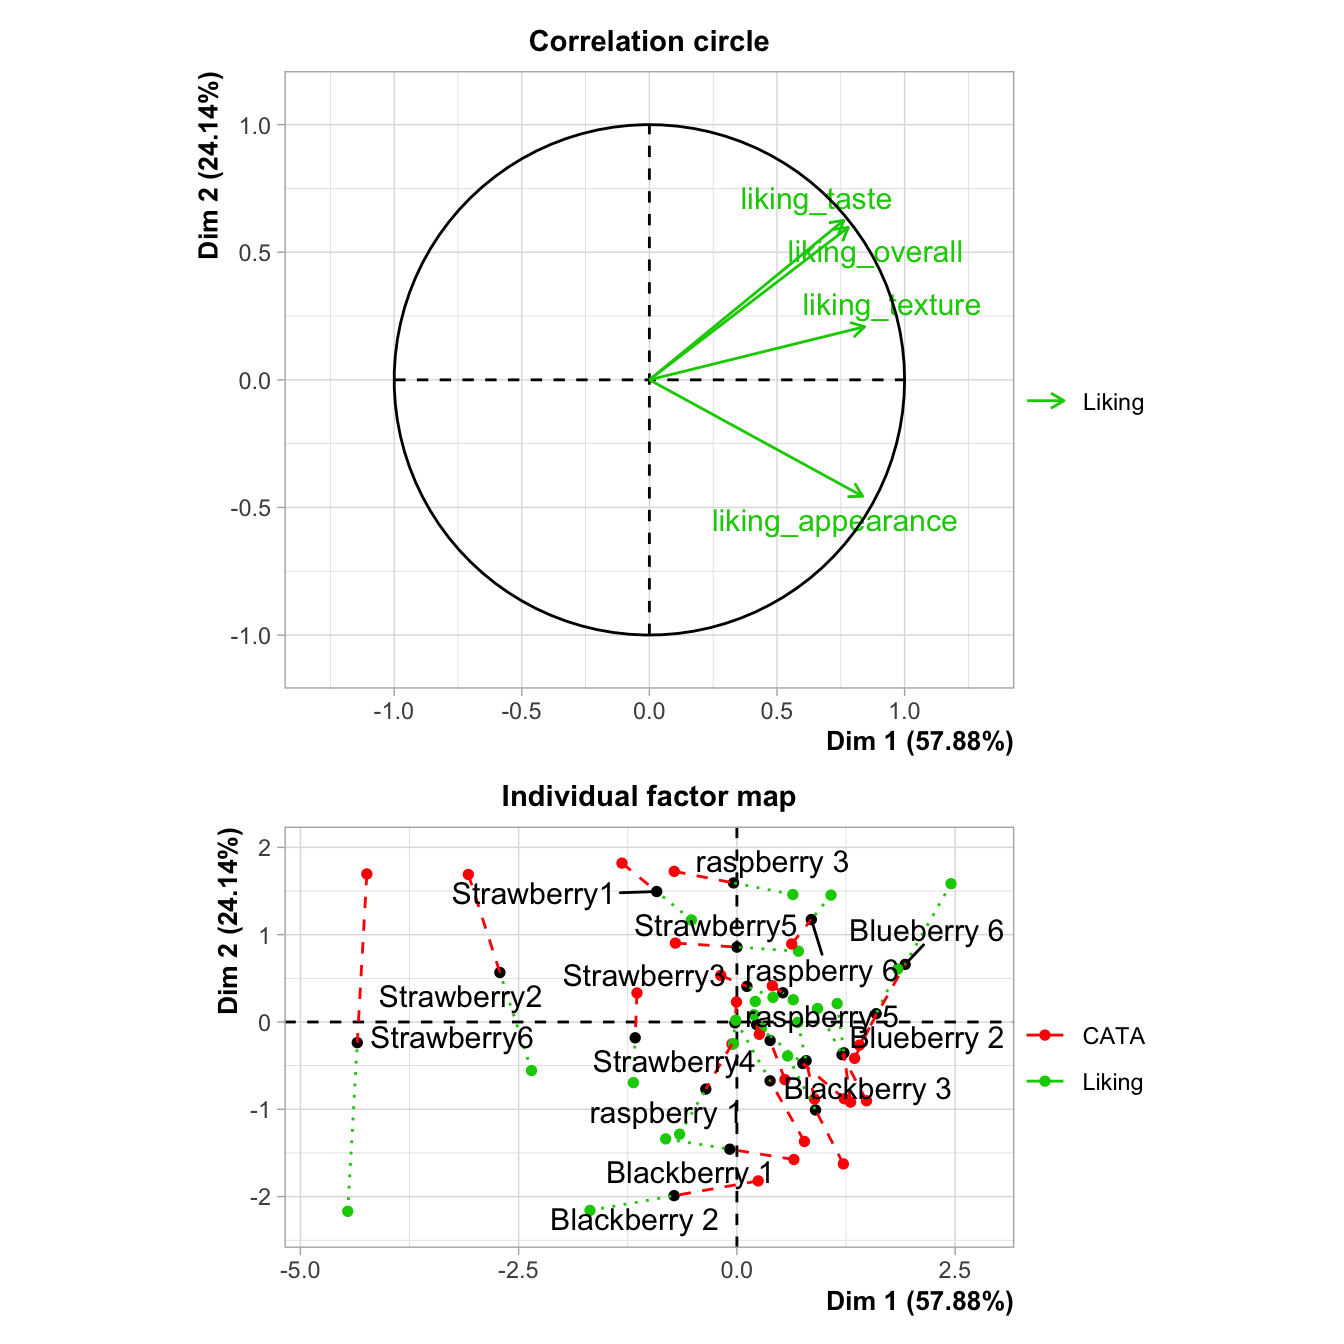 Correlation circle
Dim 2 (24.14%)
1.0
0.5
0.0
-0.5
-1.0
liking_taste
liking_overall
liking_texture
liking_appearance
Liking
-1.0 -0.5 0.0 0.5 1.0
Dim 1 (57.88%)
Individual factor map
Dim 2 (24.14%)
2
1
0
-1
-2
raspberry 3
Strawberry1
Strawberry5
Blueberry 6
Strawberry3
raspberry 6
Strawberry2
raspberry 5
Strawberry6
Blueberry 2
Strawberry4
Blackberry 3
raspberry 1
Blackberry 1
Blackberry 2
CATA
Liking
-5.0 -2.5 0.0 2.5
Dim 1 (57.88%)